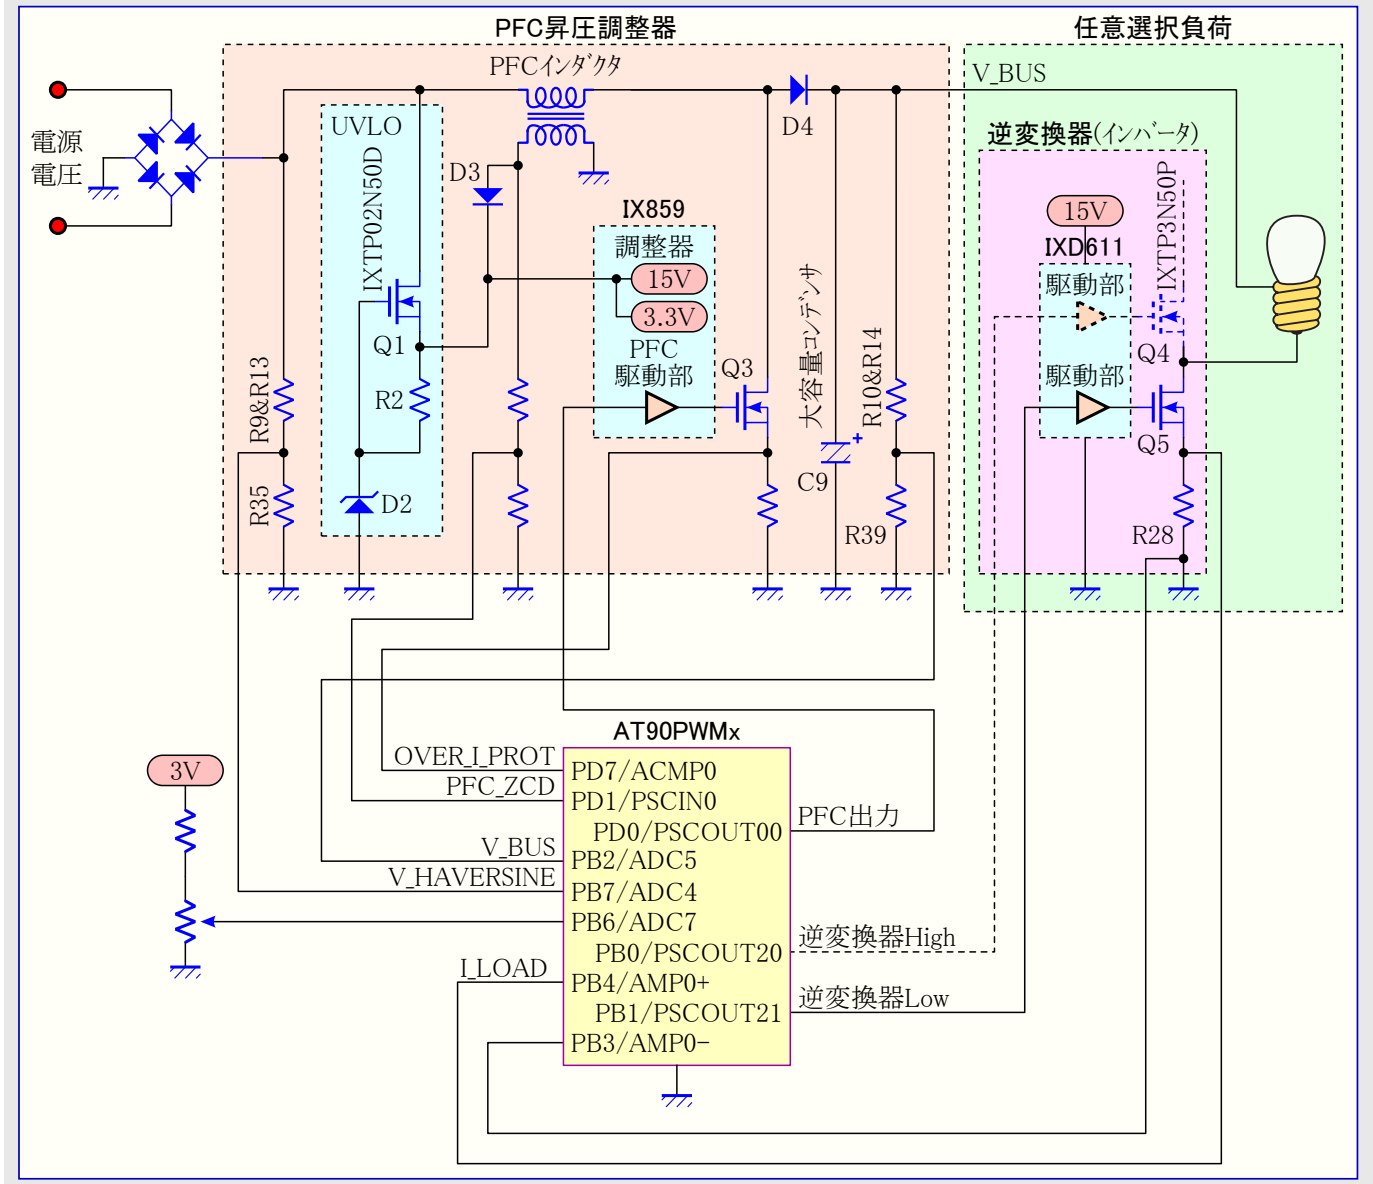 PFC昇圧調整器
任意選択負荷
PFCインダクタ
V_BUS
電源
電圧
UVLO
D4
逆変換器(インバータ)
IXTP02N50D
D3
IX859
調整器
15V
3.3V
PFC
駆動部
15V
IXD611
駆動部
IXTP3N50P
Q1
R2
Q3
大容量コンデンサ
R10&R14
Q4
駆動部
Q5
R9&R13
R35
D2
C9
R39
R28
AT90PWMx
3V
OVER_I_PROT
PD7/ACMP0
PFC_ZCD
PD1/PSCIN0
PD0/PSCOUT00
PFC出力
V_BUS
PB2/ADC5
V_HAVERSINE
PB7/ADC4
PB6/ADC7
PB0/PSCOUT20
逆変換器High
I_LOAD
PB4/AMP0+
PB1/PSCOUT21
逆変換器Low
PB3/AMP0−